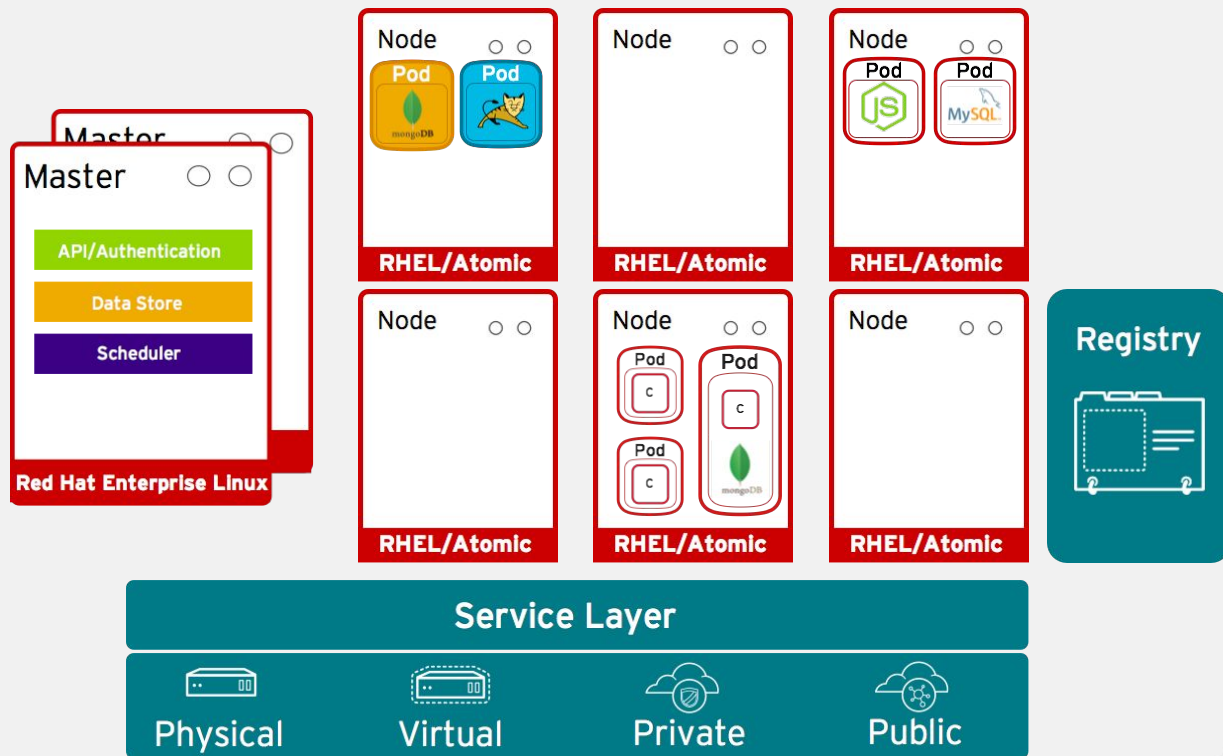 Master
Master
API/Authentication
Data Store
Scheduler
Red Hat Enterprise Linux
Node
Pod
mongoDB
Pod
RHEL/Atomic
Node
RHEL/Atomic
Node
Pod
JS
Pod
MySQL
RHEL/Atomic
Node
RHEL/Atomic
Node
Pod
c
Pod
c
Pod
c
mongoDB
RHEL/Atomic
Node
RHEL/Atomic
Registry
Service Layer
Physical
Virtual
Private
Public